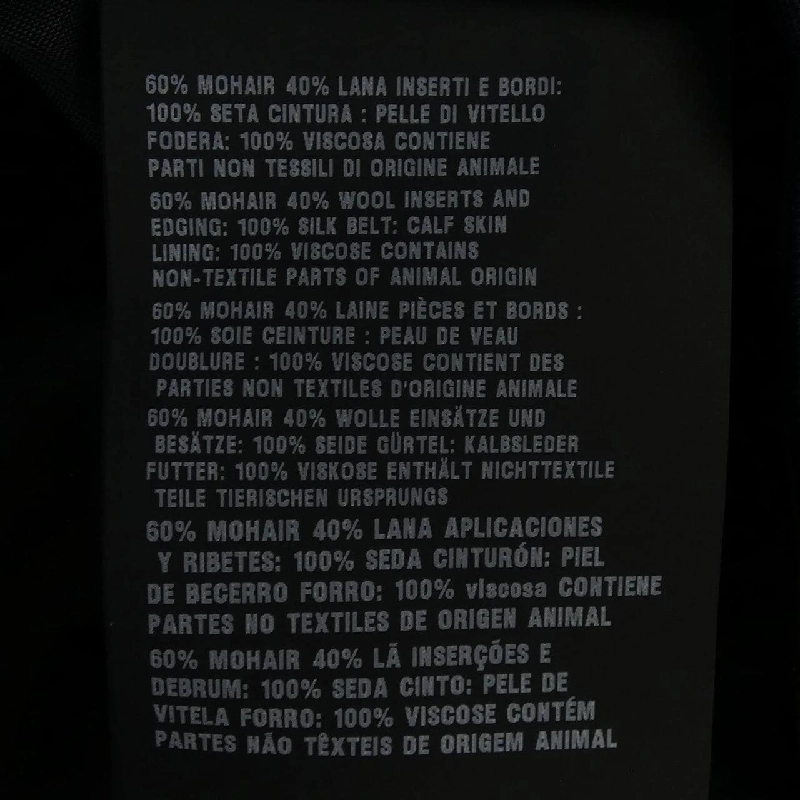 60% MOHAIR 40% LANA INSERTI E BORDI:
100% SETA CINTURA : PELLE DI VITELLO
FODERA: 100% VISCOSA CONTIENE
PARTI NON TESSILI DI ORIGINE ANIMALE
60% MOHAIR 40% WOOL INSERTS AND
EDGING: 100% SILK BELT: CALF SKIN
LINING: 100% VISCOSE CONTAINS
NON-TEXTILE PARTS OF ANIMAL ORIGIN
60% MOHAIR 40% LAINE PIÈCES ET BORDS :
100% SOIE CEINTURE : PEAU DE VEAU
DOUBLURE : 100% VISCOSE CONTIENT DES
PARTIES NON TEXTILES D'ORIGINE ANIMALE
60% MOHAIR 40% WOLLE EINSÄTZE UND
BESÄTZE: 100% SEIDE GÜRTEL: KALBSLEDER
FUTTER: 100% VISKOSE ENTHÄLT NICHTTEXTILE
TEILE TIERISCHEN URSPRUNGS
60% MOHAIR 40% LANA APLICACIONES
Y RIBETES: 100% SEDA CINTURÓN: PIEL
DE BECERRO FORRO: 100% viscosa CONTIENE
PARTES NO TEXTILES DE ORIGEN ANIMAL
60% MOHAIR 40% LÃ INSERÇÕES E
DEBRUM: 100% SEDA CINTO: PELE DE
VITELA FORRO: 100% VISCOSE CONTÉM
PARTES NÃO TÊXTEIS DE ORIGEM ANIMAL